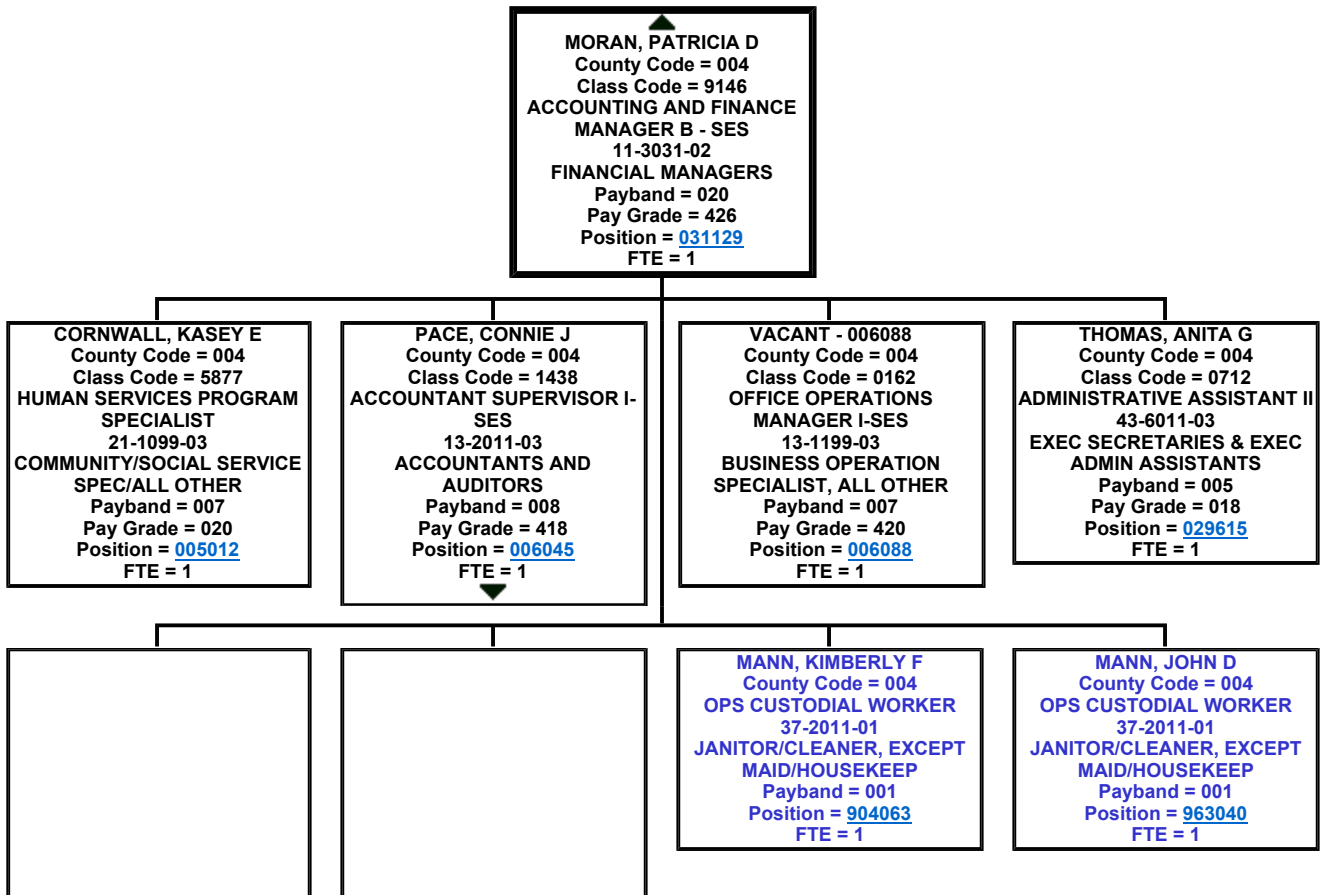 MORAN, PATRICIA D
County Code = 004
Class Code = 9146
ACCOUNTING AND FINANCE
MANAGER B - SES
11-3031-02
FINANCIAL MANAGERS
Payband = 020
Pay Grade = 426
Position = 031129
FTE = 1
CORNWALL, KASEY E
County Code = 004
Class Code = 5877
HUMAN SERVICES PROGRAM
SPECIALIST
21-1099-03
COMMUNITY/SOCIAL SERVICE
SPEC/ALL OTHER
Payband = 007
Pay Grade = 020
Position = 005012
FTE = 1
PACE, CONNIE J
County Code = 004
Class Code = 1438
ACCOUNTANT SUPERVISOR I-
SES
13-2011-03
ACCOUNTANTS AND
AUDITORS
Payband = 008
Pay Grade = 418
Position = 006045
FTE = 1
VACANT - 006088
County Code = 004
Class Code = 0162
OFFICE OPERATIONS
MANAGER I-SES
13-1199-03
BUSINESS OPERATION
SPECIALIST, ALL OTHER
Payband = 007
Pay Grade = 420
Position = 006088
FTE = 1
THOMAS, ANITA G
County Code = 004
Class Code = 0712
ADMINISTRATIVE ASSISTANT II
43-6011-03
EXEC SECRETARIES & EXEC
ADMIN ASSISTANTS
Payband = 005
Pay Grade = 018
Position = 029615
FTE = 1
MANN, KIMBERLY F
County Code = 004
OPS CUSTODIAL WORKER
37-2011-01
JANITOR/CLEANER, EXCEPT
MAID/HOUSEKEEP
Payband = 001
Position = 904063
FTE = 1
MANN, JOHN D
County Code = 004
OPS CUSTODIAL WORKER
37-2011-01
JANITOR/CLEANER, EXCEPT
MAID/HOUSEKEEP
Payband = 001
Position = 963040
FTE = 1